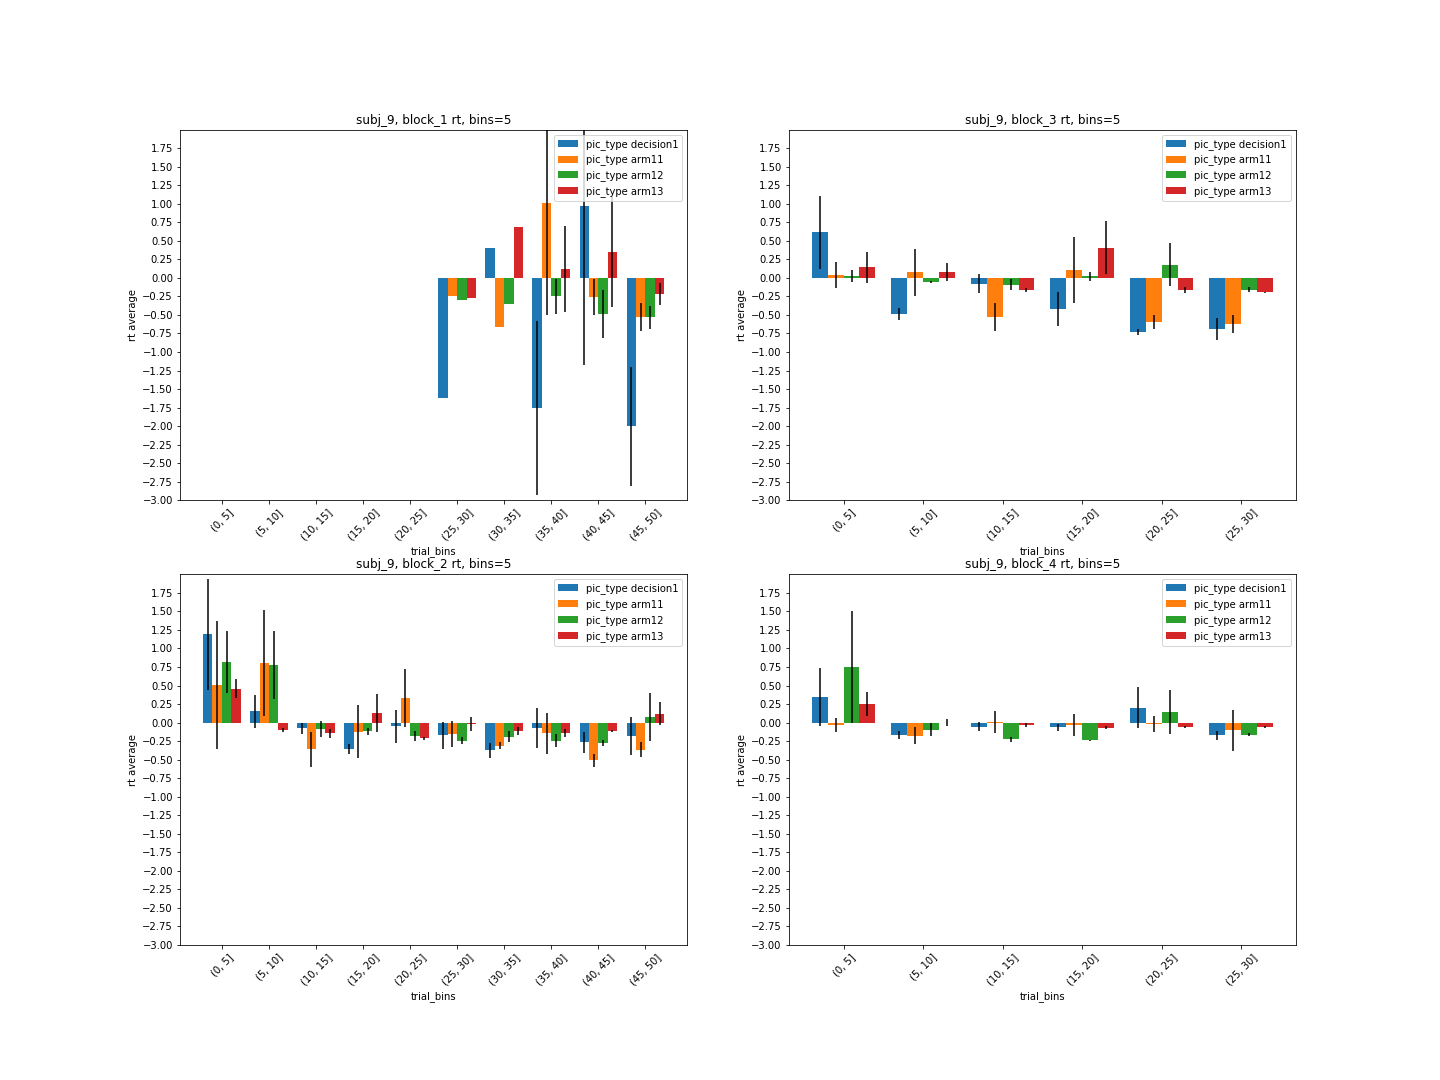 subj_9, block_1 rt, bins=5
pic_type decision1
pic_type arm11
pic_type arm12
pic_type arm13
rt average
1.75
1.50
1.25
1.00
0.75
0.50
0.25
0.00
−0.25
−0.50
−0.75
−1.00
−1.25
−1.50
−1.75
−2.00
−2.25
−2.50
−2.75
−3.00
(0, 5] (5, 10] (10, 15] (15, 20] (20, 25] (25, 30] (30, 35] (35, 40] (40, 45] (45, 50]
trial_bins
subj_9, block_3 rt, bins=5
pic_type decision1
pic_type arm11
pic_type arm12
pic_type arm13
rt average
1.75
1.50
1.25
1.00
0.75
0.50
0.25
0.00
−0.25
−0.50
−0.75
−1.00
−1.25
−1.50
−1.75
−2.00
−2.25
−2.50
−2.75
−3.00
(0, 5] (5, 10] (10, 15] (15, 20] (20, 25] (25, 30]
trial_bins
subj_9, block_2 rt, bins=5
pic_type decision1
pic_type arm11
pic_type arm12
pic_type arm13
rt average
1.75
1.50
1.25
1.00
0.75
0.50
0.25
0.00
−0.25
−0.50
−0.75
−1.00
−1.25
−1.50
−1.75
−2.00
−2.25
−2.50
−2.75
−3.00
(0, 5] (5, 10] (10, 15] (15, 20] (20, 25] (25, 30] (30, 35] (35, 40] (40, 45] (45, 50]
trial_bins
subj_9, block_4 rt, bins=5
pic_type decision1
pic_type arm11
pic_type arm12
pic_type arm13
rt average
1.75
1.50
1.25
1.00
0.75
0.50
0.25
0.00
−0.25
−0.50
−0.75
−1.00
−1.25
−1.50
−1.75
−2.00
−2.25
−2.50
−2.75
−3.00
(0, 5] (5, 10] (10, 15] (15, 20] (20, 25] (25, 30]
trial_bins